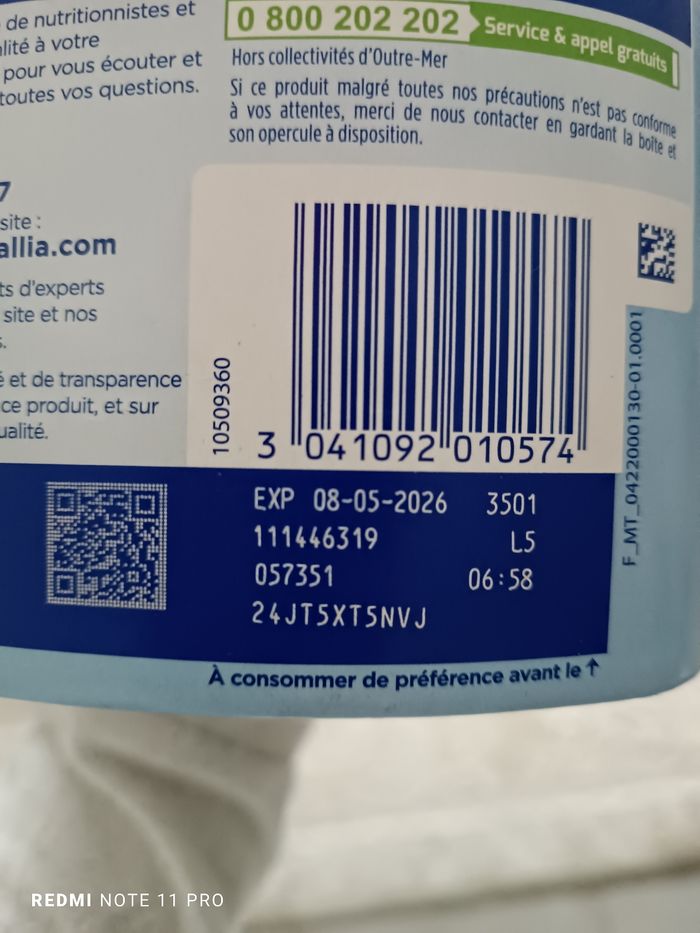 de nutritionnistes et
lité à votre
pour vous écouter et
toutes vos questions.
7
site :
allia.com
ts d'experts
site et nos
s.
é et de transparence
ce produit, et sur
ualité.
0 800 202 202 Service & appel gratuits
Hors collectivités d'Outre-Mer
Si ce produit malgré toutes nos précautions n'est pas conforme
à vos attentes, merci de nous contacter en gardant la boîte et
son opercule à disposition.
10509360
3 041092 010574
F_MT_0422000130-01.0001
EXP 08-05-2026 3501
111446319 L5
057351 06:58
24JT5XT5NVJ
À consommer de préférence avant le ↑
REDMI NOTE 11 PRO